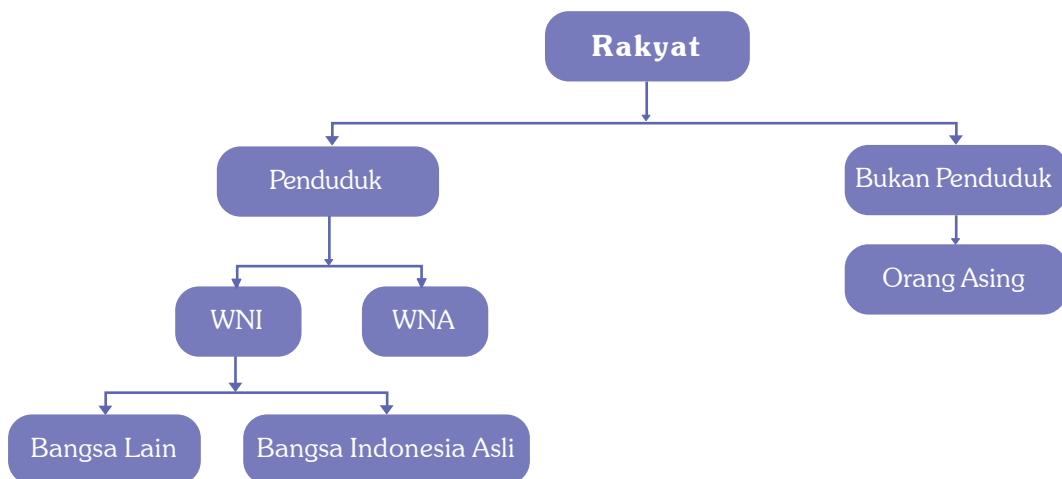 Rakyat
Penduduk
Bukan Penduduk
Orang Asing
WNI
WNA
Bangsa Lain
Bangsa Indonesia Asli